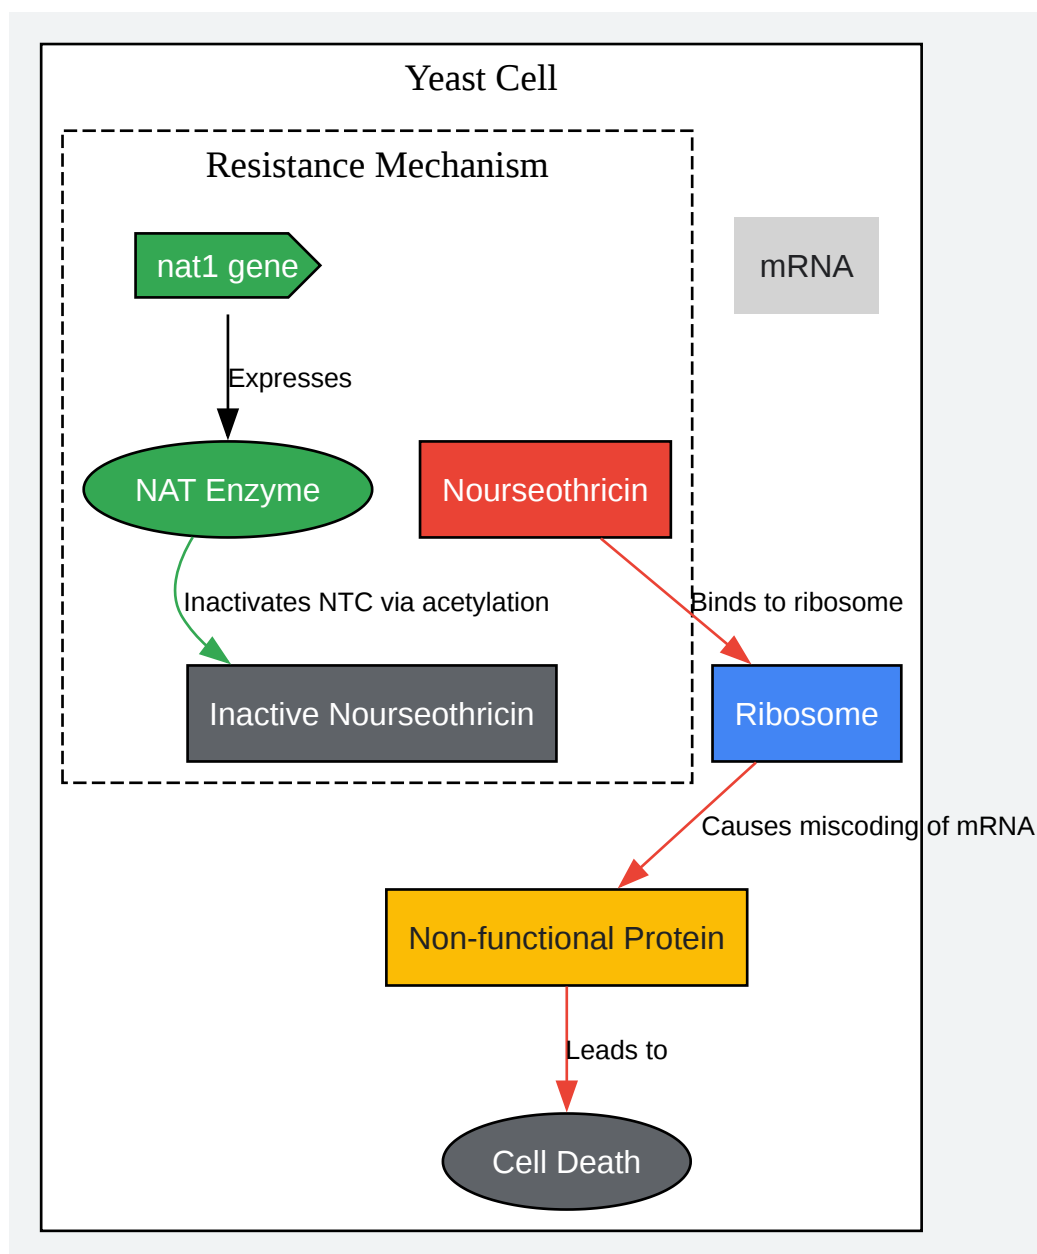 Yeast Cell
Resistance Mechanism
nat1 gene
mRNA
Expresses
NAT Enzyme
Nourseothricin
Inactivates NTC via acetylation
Binds to ribosome
Inactive Nourseothricin
Ribosome
Causes miscoding of mRNA
Non-functional Protein
Leads to
Cell Death